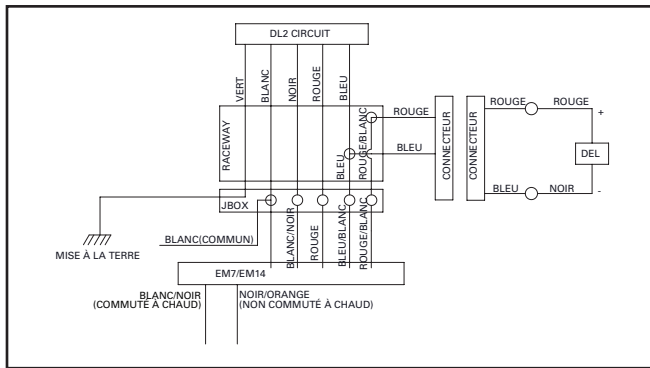 DL2 CIRCUIT
VERT
BLANC
NOIR
ROUGE
BLEU
RACEWAY
BLEU
ROUGE/BLANC
ROUGE
BLEU
CONNECTEUR
CONNECTEUR
ROUGE
ROUGE
+
DEL
BLEU
NOIR
-
JBOX
MISE À LA TERRE
BLANC(COMMUN)
BLANC/NOIR
ROUGE
BLEU/BLANC
ROUGE/BLANC
EM7/EM14
BLANC/NOIR
(COMMUTÉ À CHAUD)
NOIR/ORANGE
(NON COMMUTÉ À CHAUD)